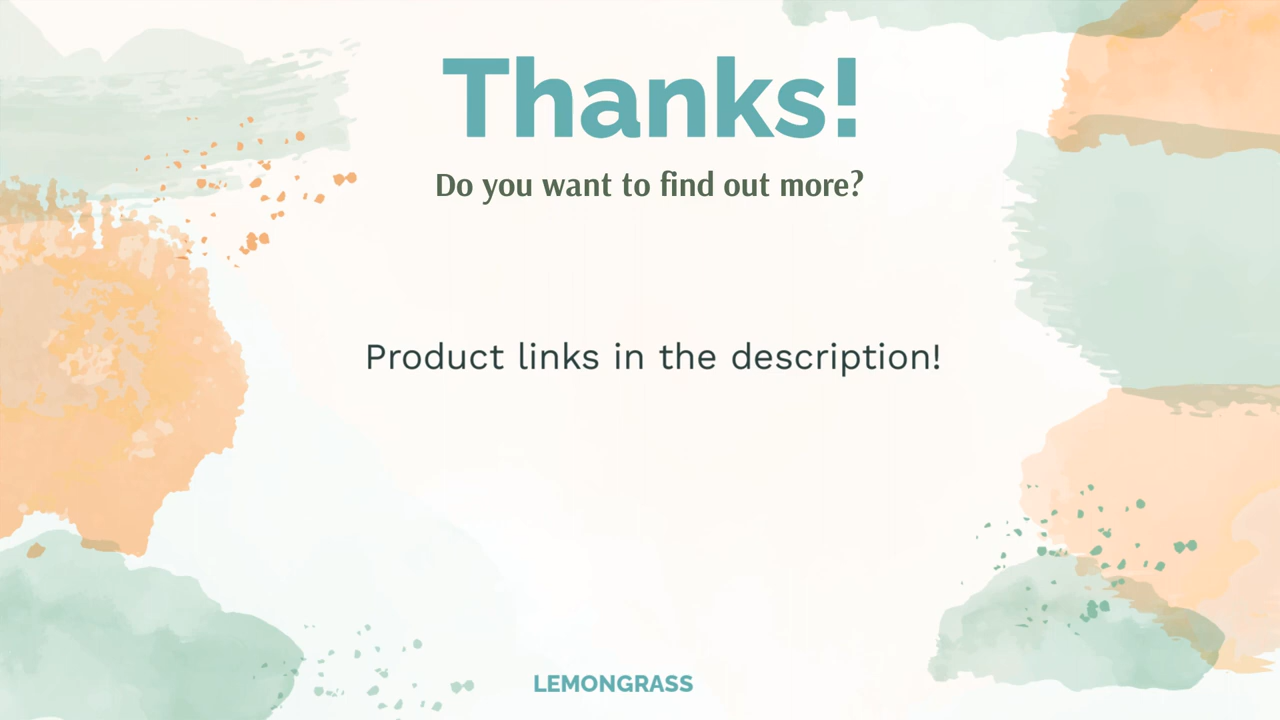 Thanks!
Do you want to find out more?
Product links in the description!
LEMONGRASS